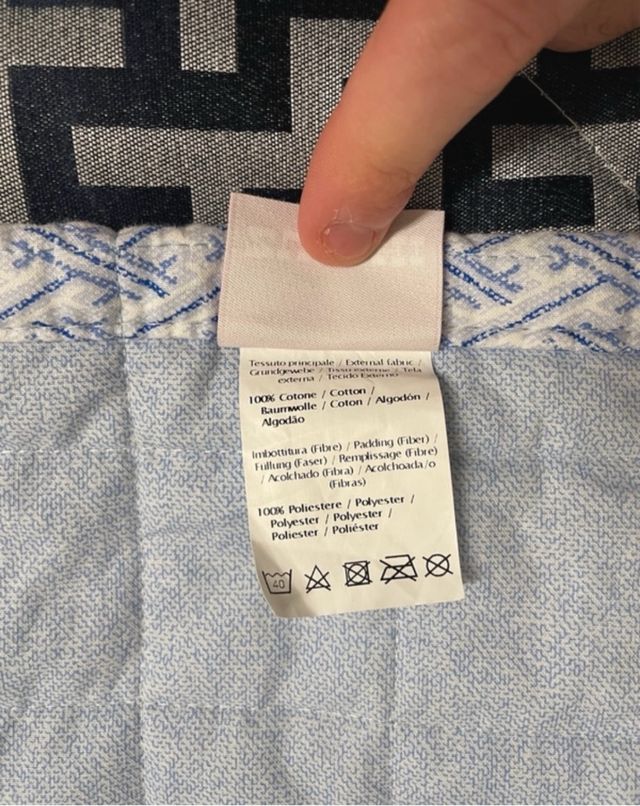 Tessuto principale / External fabric /
Grundgewebe / Tissu externe / Tela
externa / Tecido Externo
100% Cotone / Cotton /
Baumwolle / Coton / Algodón /
Algodão
Imbottitura (Fibre) / Padding (Fiber) /
Füllung (Faser) / Remplissage (Fibre)
/ Acolchado (Fibra) / Acolchoada/o
(Fibras)
100% Poliestere / Polyester /
Polyester / Polyester /
Poliester / Poliéster
40